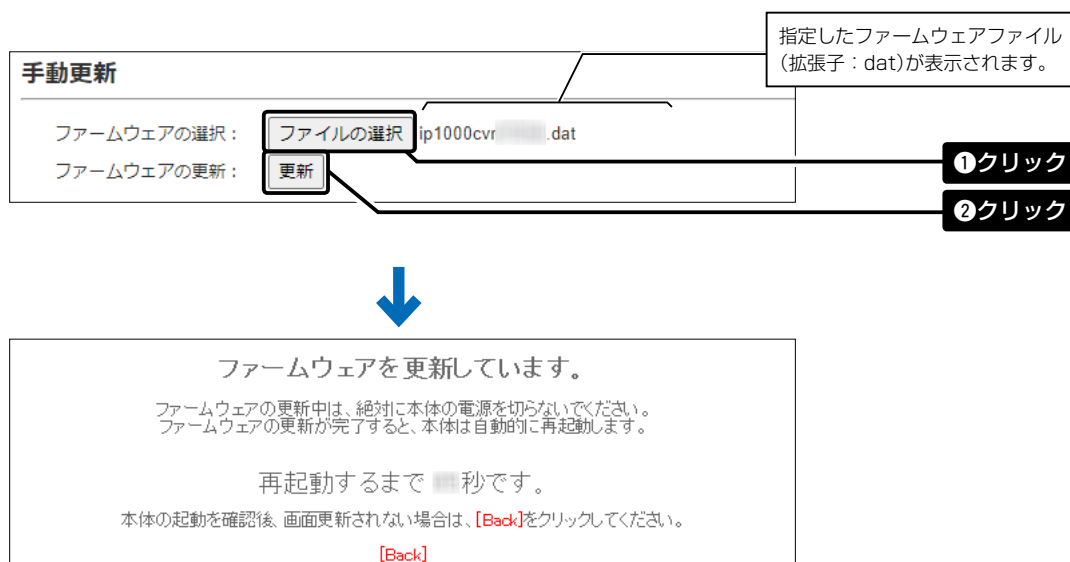 指定したファームウェアファイル
(拡張子：dat)が表示されます。
手動更新
ファームウェアの選択： ファイルの選択 ip1000cvr .dat
❶クリック
ファームウェアの更新： 更新
❷クリック
ファームウェアを更新しています。
ファームウェアの更新中は、絶対に本体の電源を切らないでください。
ファームウェアの更新が完了すると、本体は自動的に再起動します。
再起動するまで 秒です。
本体の起動を確認後、画面更新されない場合は、[Back]をクリックしてください。
[Back]